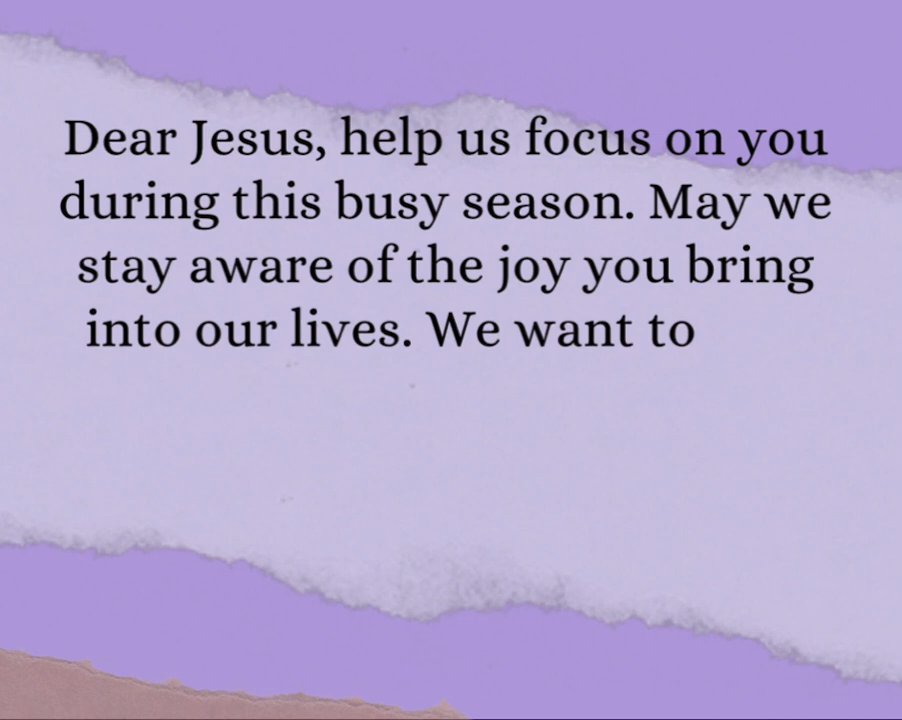 Dear Jesus, help us focus on you
during this busy season. May we
stay aware of the joy you bring
into our lives. We want to